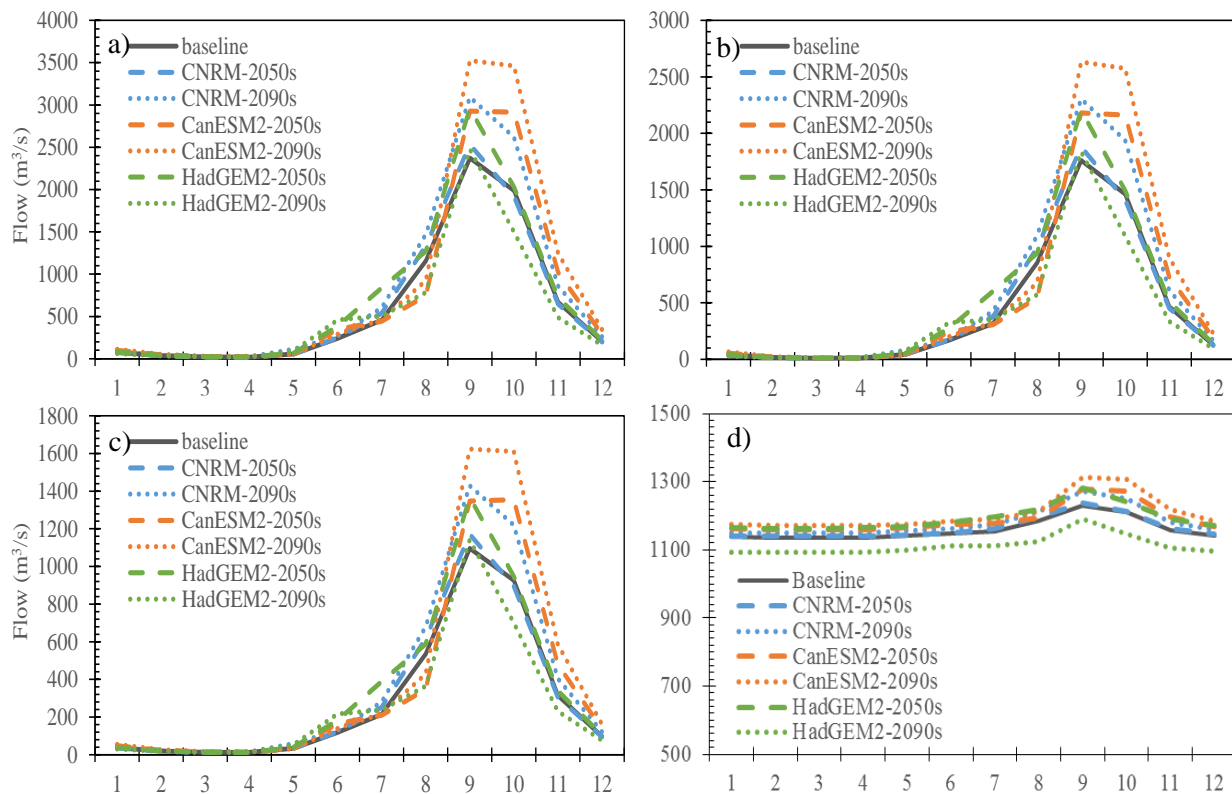 a)
Flow (m³/s)
4000
3500
3000
2500
2000
1500
1000
500
0
baseline
CNRM-2050s
CNRM-2090s
CanESM2-2050s
CanESM2-2090s
HadGEM2-2050s
HadGEM2-2090s
1 2 3 4 5 6 7 8 9 10 11 12
b)
3000
2500
2000
1500
1000
500
0
baseline
CNRM-2050s
CNRM-2090s
CanESM2-2050s
CanESM2-2090s
HadGEM2-2050s
HadGEM2-2090s
1 2 3 4 5 6 7 8 9 10 11 12
c)
Flow (m³/s)
1800
1600
1400
1200
1000
800
600
400
200
0
baseline
CNRM-2050s
CNRM-2090s
CanESM2-2050s
CanESM2-2090s
HadGEM2-2050s
HadGEM2-2090s
1 2 3 4 5 6 7 8 9 10 11 12
d)
1500
1300
1100
900
700
500
Baseline
CNRM-2050s
CNRM-2090s
CanESM2-2050s
CanESM2-2090s
HadGEM2-2050s
HadGEM2-2090s
1 2 3 4 5 6 7 8 9 10 11 12